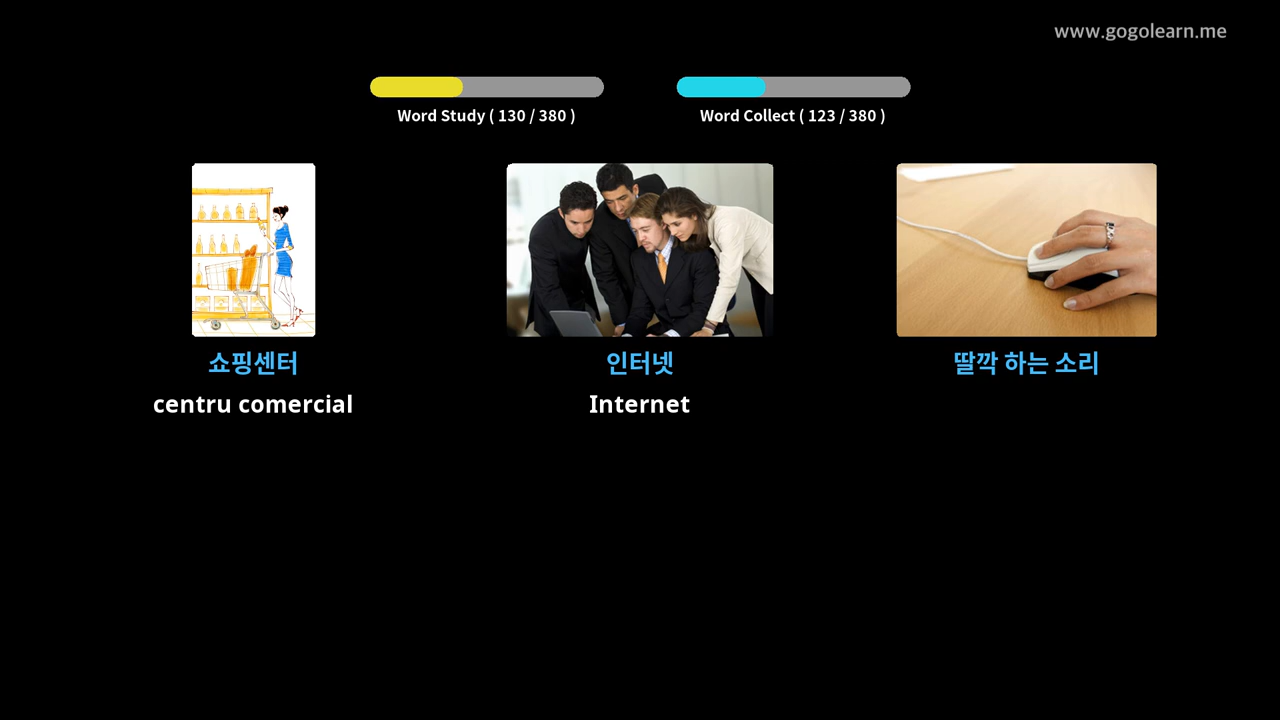 www.gogolearn.me
Word Study ( 130 / 380 )
Word Collect ( 123 / 380 )
쇼핑센터
인터넷
딸깍 하는 소리
centru comercial
Internet